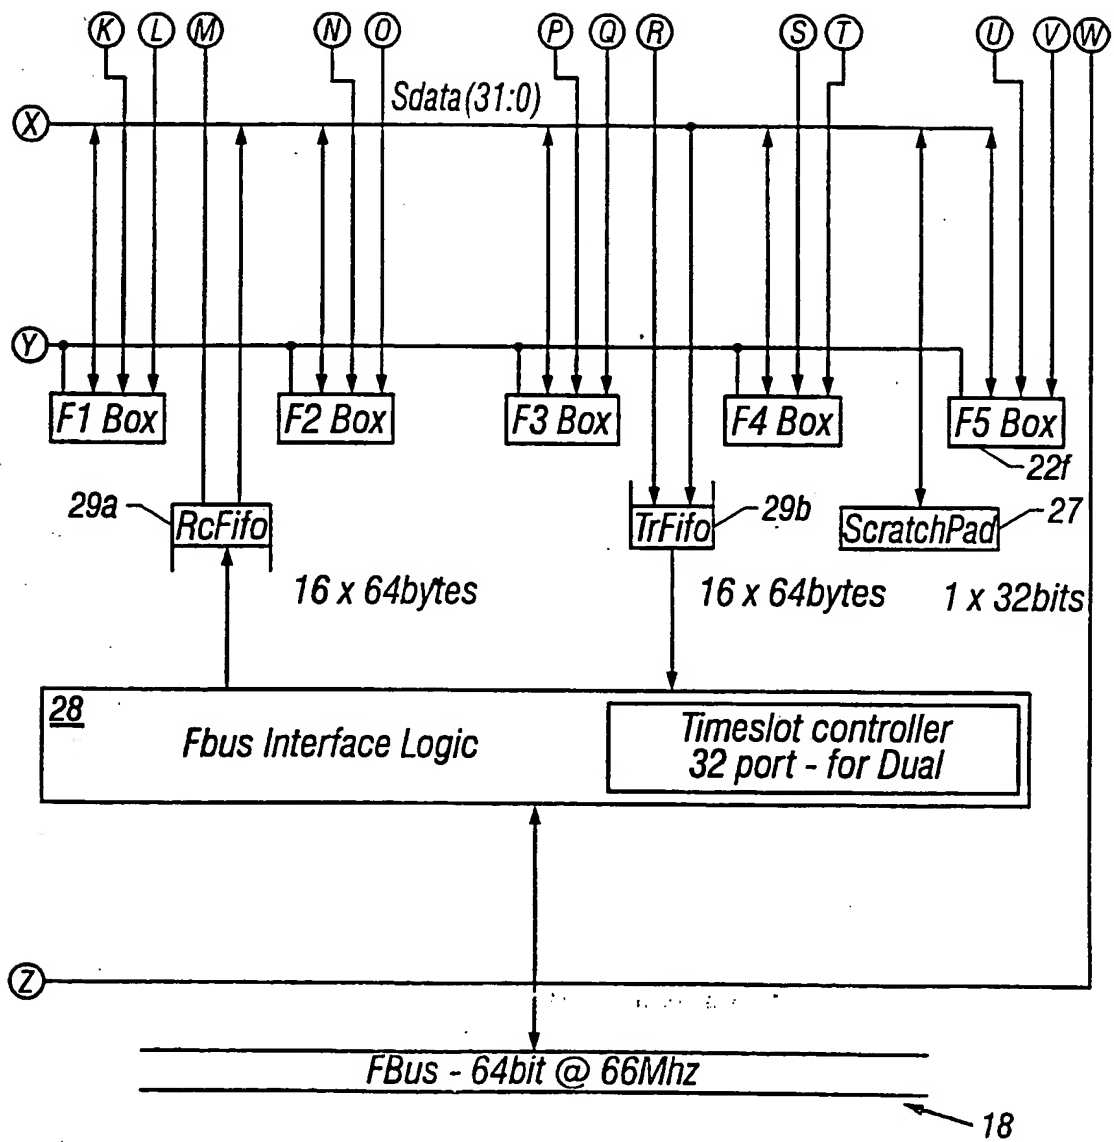 K L M N O P Q R S T U V W
Sdata(31:0)
X
Y
F1 Box F2 Box F3 Box F4 Box F5 Box
22f
29a RcFifo TrFifo 29b ScratchPad 27
16 x 64bytes 16 x 64bytes 1 x 32bits
28
Fbus Interface Logic
Timeslot controller
32 port - for Dual
Z
FBus - 64bit @ 66Mhz
18